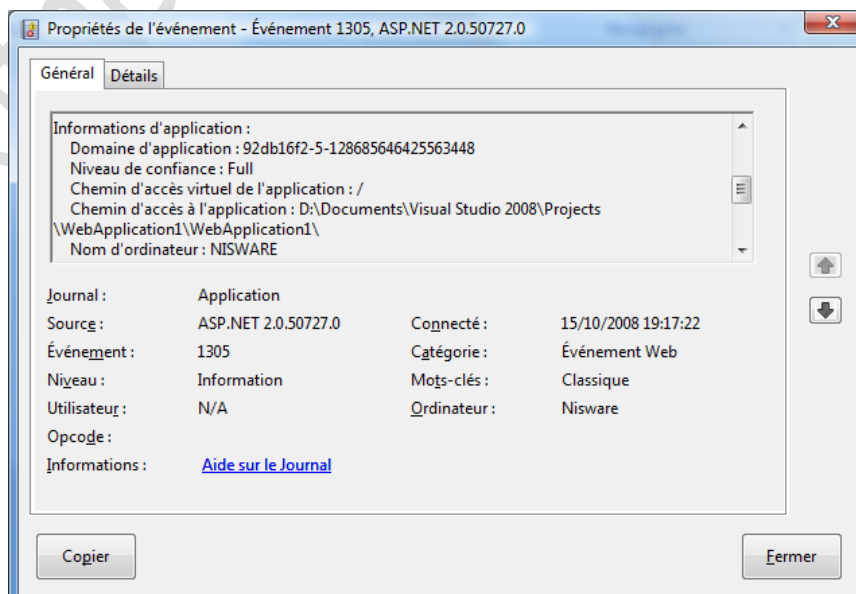 Propriétés de l'événement - Événement 1305, ASP.NET 2.0.50727.0
Général Détails
Informations d'application :
Domaine d'application : 92db16f2-5-128685646425563448
Niveau de confiance : Full
Chemin d'accès virtuel de l'application : /
Chemin d'accès à l'application : D:\Documents\Visual Studio 2008\Projects
\WebApplication1\WebApplication1\
Nom d'ordinateur : NISWARE
Journal : Application
Source : ASP.NET 2.0.50727.0 Connecté : 15/10/2008 19:17:22
Événement : 1305 Catégorie : Événement Web
Niveau : Information Mots-clés : Classique
Utilisateur : N/A Ordinateur : Nisware
Opcode :
Informations : Aide sur le Journal
Copier Fermer